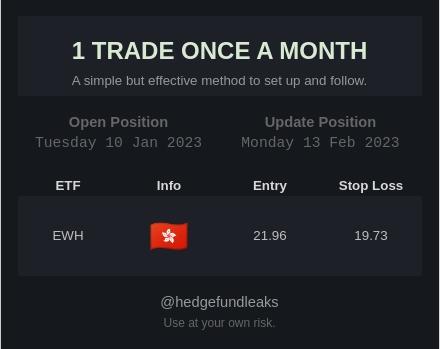 1 TRADE ONCE A MONTH
A simple but effective method to set up and follow.
Open Position Update Position
Tuesday 10 Jan 2023 Monday 13 Feb 2023
ETF Info Entry Stop Loss
EWH 21.96 19.73
@hedgefundleaks
Use at your own risk.